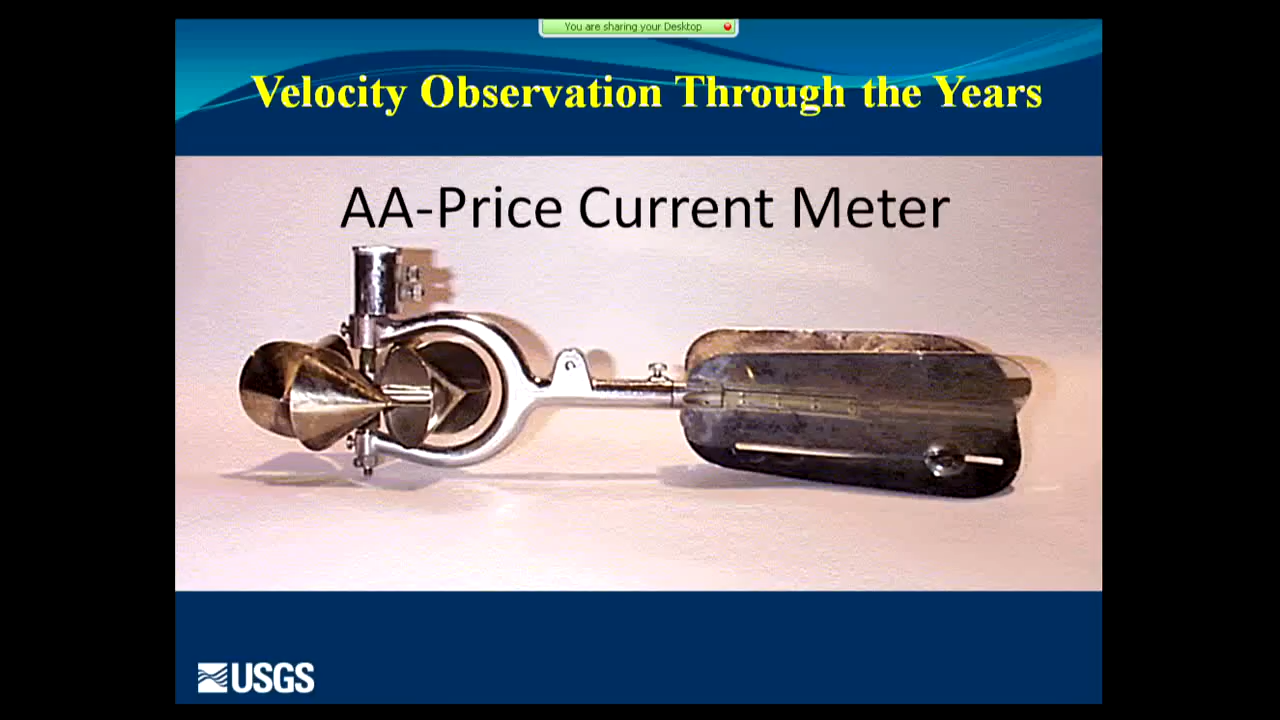 You are sharing your Desktop
Velocity Observation Through the Years
AA-Price Current Meter
USGS